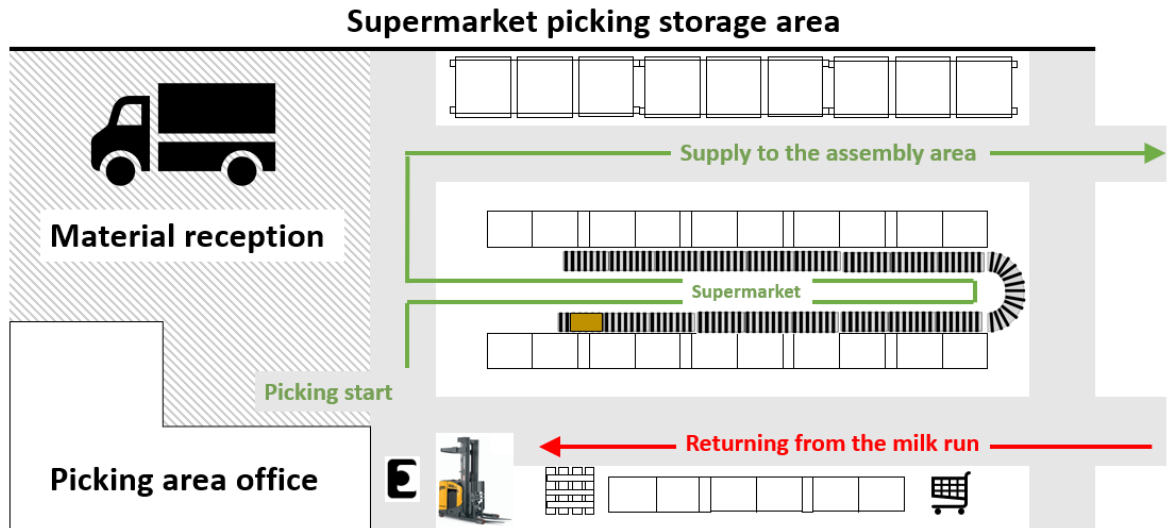 Supermarket picking storage area
Supply to the assembly area
Material reception
Supermarket
Picking start
Returning from the milk run
Picking area office